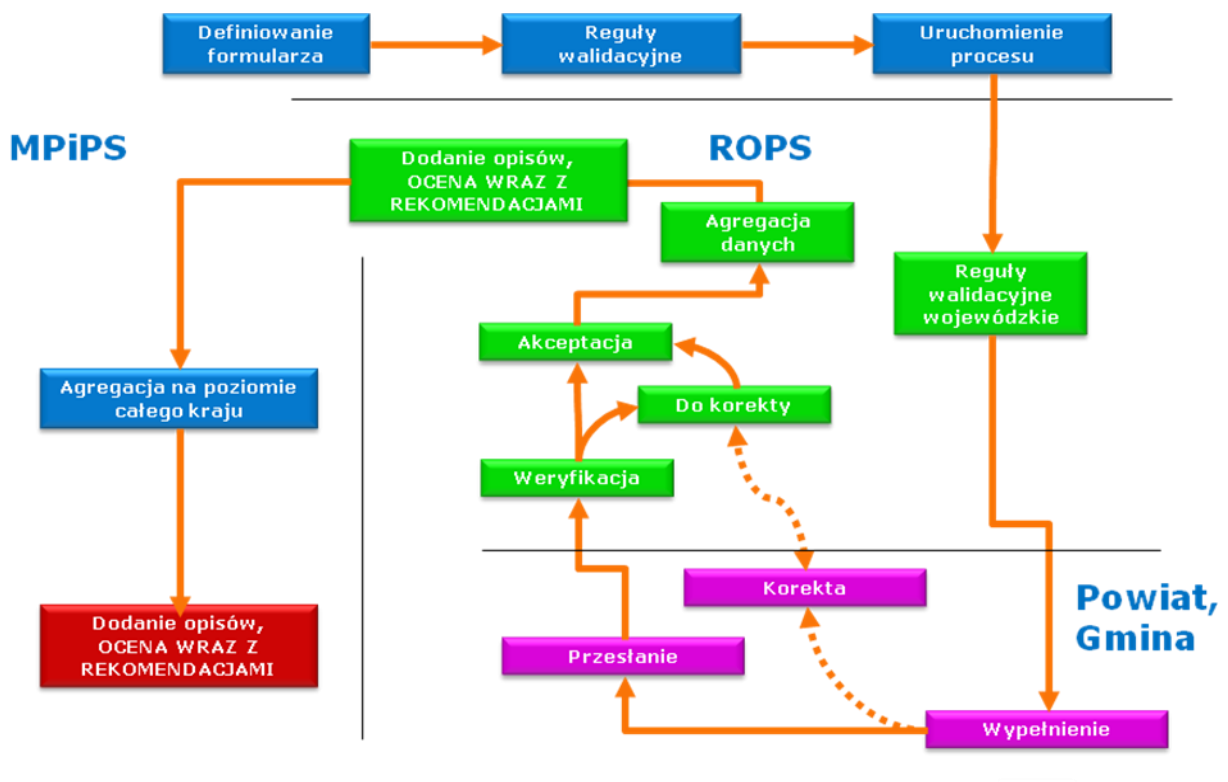 Definiowanie
formularza
Reguły
walidacyjne
Uruchomienie
procesu
MPiPS
ROPS
Dodanie opisów,
OCENA WRAZ Z
REKOMENDACJAMI
Agregacja
danych
Reguły
walidacyjne
wojewódzkie
Akceptacja
Agregacja na poziomie
całego kraju
Do korekty
Weryfikacja
Korekta
Powiat,
Gmina
Dodanie opisów,
OCENA WRAZ Z
REKOMENDACJAMI
Przesłanie
Wypełnienie